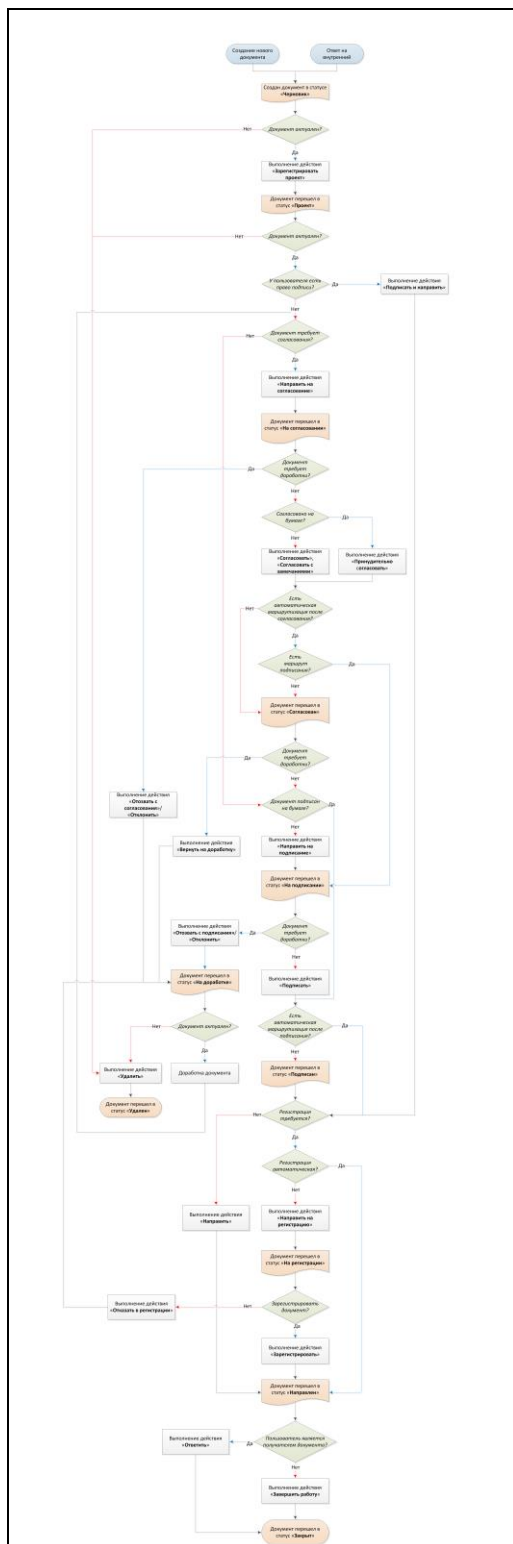 Создание нового
документа
Ответ на
внутренний
Создан документ в статусе
«Черновик»
Нет
Документ актуален?
Да
Выполнение действия
«Зарегистрировать
проект»
Документ перешел в
статус «Проект»
Нет
Документ актуален?
Да
У пользователя есть
право подписи?
Да
Выполнение действия
«Подписать и направить»
Нет
Нет
Документ требует
согласования?
Да
Выполнение действия
«Направить на
согласование»
Документ перешел в
статус «На согласовании»
Да
Документ
требует
доработки?
Нет
Согласовано на
бумаге?
Да
Нет
Выполнение действия
«Согласовать»,
«Согласовать с
замечаниями»
Выполнение действия
«Принудительно
согласовать»
Нет
Есть
автоматическая
маршрутизация после
согласования?
Да
Есть
маршрут
подписания?
Да
Нет
Документ перешел в
статус «Согласован»
Да
Документ
требует
доработки?
Нет
Выполнение действия
«Отозвать с
согласования»/
«Отклонить»
Документ подписан
на бумаге?
Да
Нет
Выполнение действия
«Вернуть на доработку»
Выполнение действия
«Направить на
подписание»
Документ перешел в
статус «На подписании»
Выполнение действия
«Отозвать с подписания»/
«Отклонить»
Да
Документ
требует
доработки?
Нет
Документ перешел в
статус «На доработке»
Выполнение действия
«Подписать»
Нет
Документ актуален?
Да
Есть
автоматическая
маршрутизация после
подписания?
Да
Нет
Выполнение действия
«Удалить»
Доработка документа
Документ перешел в
статус «Подписан»
Документ перешел в
статус «Удален»
Нет
Регистрация
требуется?
Да
Регистрация
автоматическая?
Да
Нет
Выполнение действия
«Направить»
Выполнение действия
«Направить на
регистрацию»
Документ перешел в
статус «На регистрации»
Выполнение действия
«Отказать в регистрации»
Нет
Зарегистрировать
документ?
Да
Выполнение действия
«Зарегистрировать»
Документ перешел в
статус «Направлен»
Выполнение действия
«Ответить»
Да
Пользователь является
получателем документа?
Нет
Выполнение действия
«Завершить работу»
Документ перешел в
статус «Закрыт»